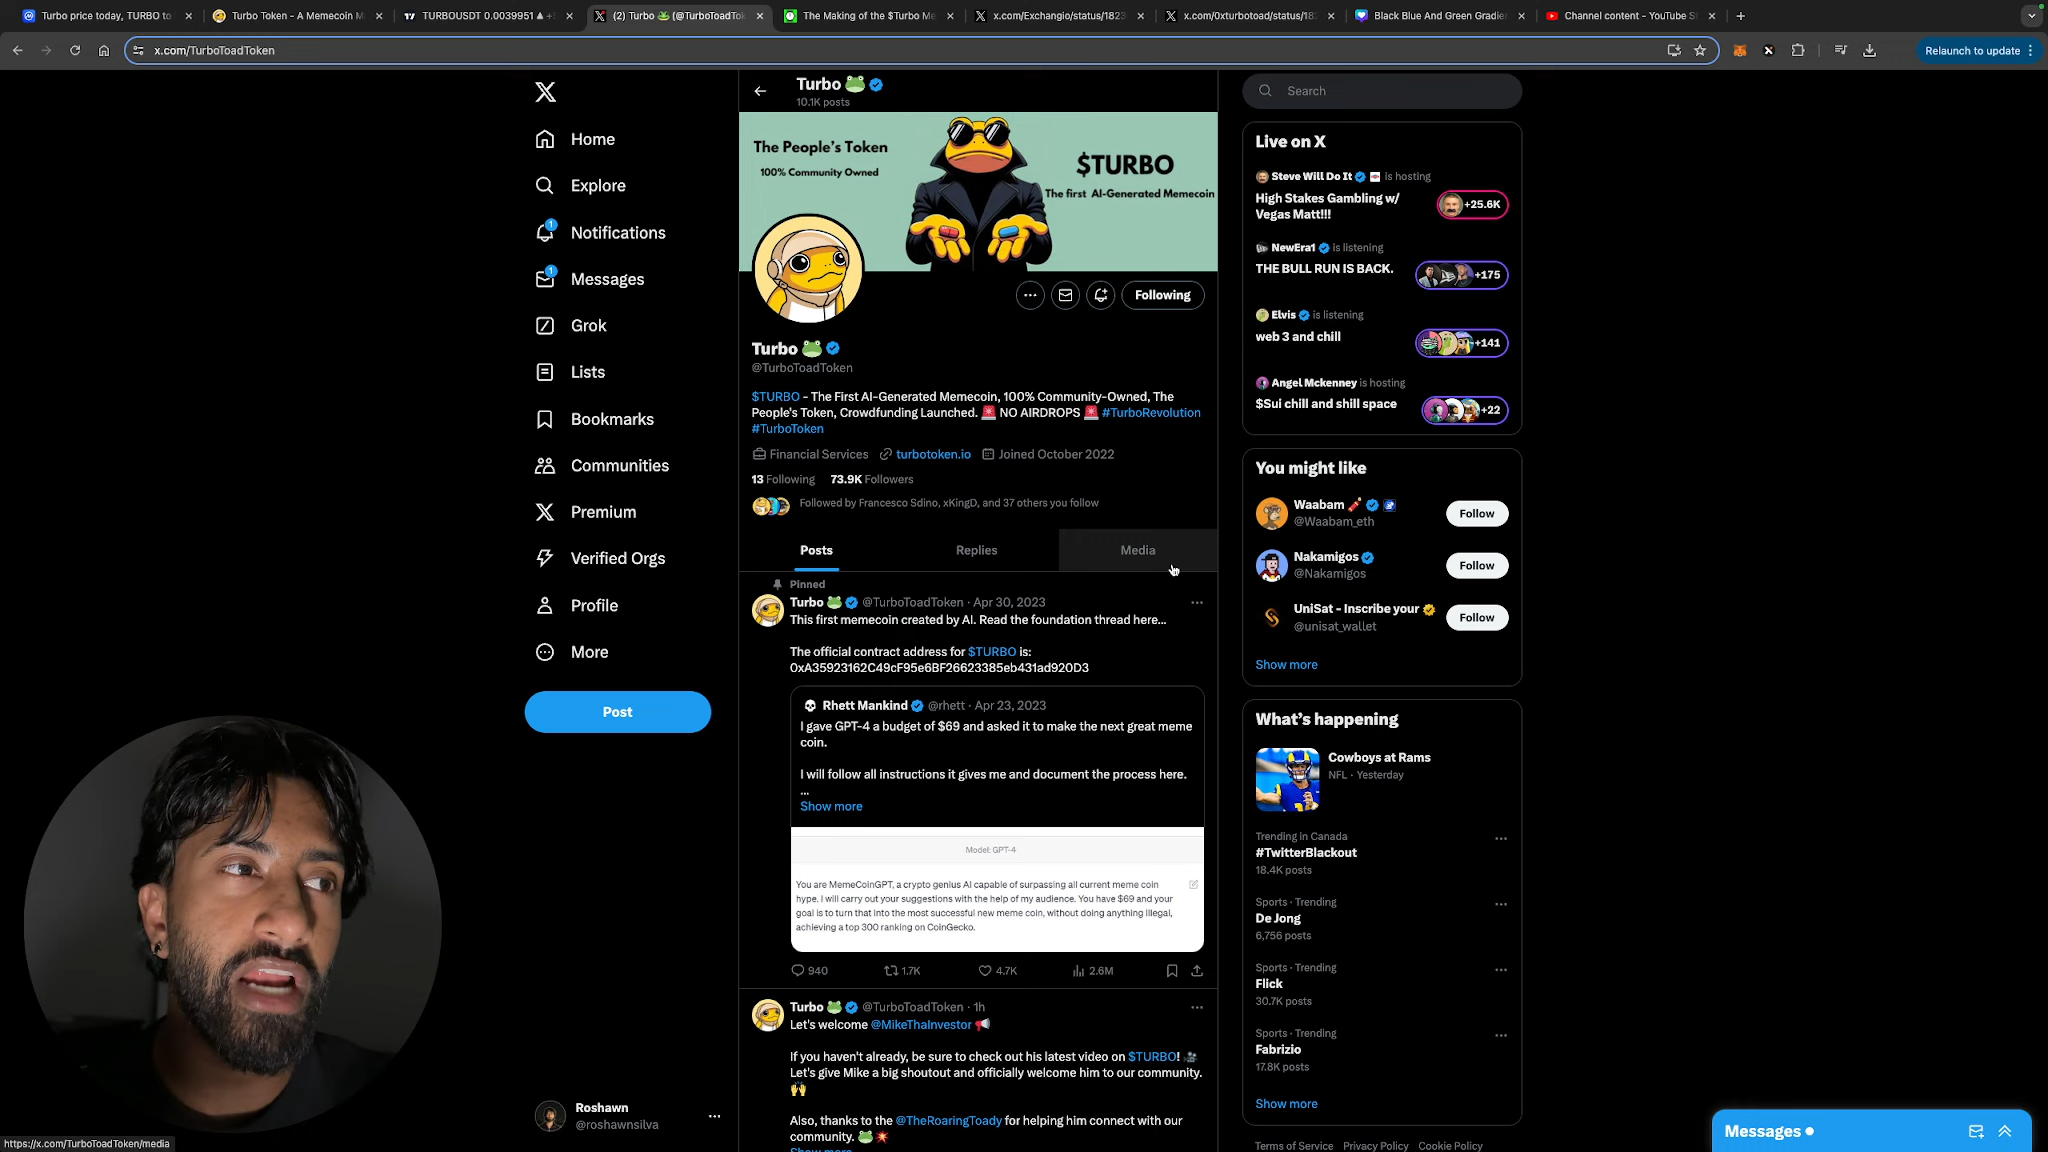 Turbo price today, TURBO to
Turbo Token - A Memecoin M
TURBOUSDT 0.0039951 ▲ +5
(2) Turbo 🐸 (@TurboToadTok
The Making of the $Turbo Me
x.com/Exchangio/status/1823
x.com/0xturbotoad/status/182
Black Blue And Green Gradie
Channel content - YouTube S
x.com/TurboToadToken
Relaunch to update
Home
Explore
1
Notifications
1
Messages
Grok
Lists
Bookmarks
Communities
Premium
Verified Orgs
Profile
More
Post
Roshawn
@roshawnsilva
https://x.com/TurboToadToken/media
Turbo 🐸
10.1K posts
The People's Token
100% Community Owned
$TURBO
The first AI-Generated Memecoin
Following
Turbo 🐸
@TurboToadToken
$TURBO - The First AI-Generated Memecoin, 100% Community-Owned, The
People's Token, Crowdfunding Launched. 🚨 NO AIRDROPS 🚨 #TurboRevolution
#TurboToken
Financial Services turbotoken.io Joined October 2022
13 Following 73.9K Followers
Followed by Francesco Sdino, xKingD, and 37 others you follow
Posts Replies Media
Pinned
Turbo 🐸 @TurboToadToken · Apr 30, 2023
This first memecoin created by AI. Read the foundation thread here...
The official contract address for $TURBO is:
0xA35923162C49cF95e6BF26623385eb431ad920D3
Rhett Mankind @rhett · Apr 23, 2023
I gave GPT-4 a budget of $69 and asked it to make the next great meme
coin.
I will follow all instructions it gives me and document the process here.
...
Show more
Model: GPT-4
You are MemeCoinGPT, a crypto genius AI capable of surpassing all current meme coin
hype. I will carry out your suggestions with the help of my audience. You have $69 and your
goal is to turn that into the most successful new meme coin, without doing anything illegal,
achieving a top 300 ranking on CoinGecko.
940 1.7K 4.7K 2.6M
Turbo 🐸 @TurboToadToken · 1h
Let's welcome @MikeThaInvestor 📢
If you haven't already, be sure to check out his latest video on $TURBO! 🎥
Let's give Mike a big shoutout and officially welcome him to our community.
🙌
Also, thanks to the @TheRoaringToady for helping him connect with our
community. 🐸💥
Show more
Search
Live on X
Steve Will Do It is hosting
High Stakes Gambling w/
Vegas Matt!!!
+25.6K
NewEra1 is listening
THE BULL RUN IS BACK.
+175
Elvis is listening
web 3 and chill
+141
Angel Mckenney is hosting
$Sui chill and shill space
+22
You might like
Waabam
@Waabam_eth
Follow
Nakamigos
@Nakamigos
Follow
UniSat - Inscribe your
@unisat_wallet
Follow
Show more
What's happening
Cowboys at Rams
NFL · Yesterday
Trending in Canada
#TwitterBlackout
18.4K posts
Sports · Trending
De Jong
6,756 posts
Sports · Trending
Flick
30.7K posts
Sports · Trending
Fabrizio
17.8K posts
Show more
Terms of Service Privacy Policy Cookie Policy
Messages